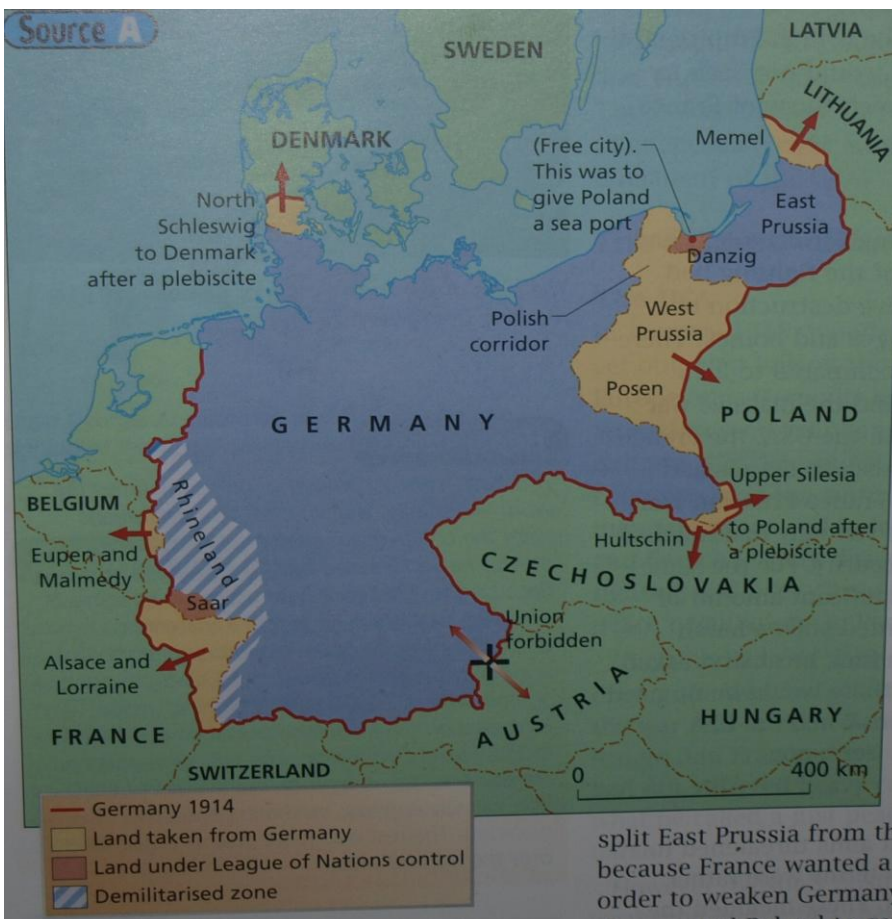 Source A
SWEDEN
LATVIA
LITHUANIA
DENMARK
(Free city).
This was to
give Poland
a sea port
Memel
North
Schleswig
to Denmark
after a plebiscite
East
Prussia
Danzig
Polish
corridor
West
Prussia
Posen
GERMANY
POLAND
BELGIUM
Rhineland
Eupen and
Malmedy
Saar
Upper Silesia
to Poland after
a plebiscite
Hultschin
CZECHOSLOVAKIA
Union
forbidden
Alsace and
Lorraine
AUSTRIA
FRANCE
HUNGARY
SWITZERLAND
0 400 km
Germany 1914
Land taken from Germany
Land under League of Nations control
Demilitarised zone
split East Prussia from th
because France wanted a
order to weaken Germany